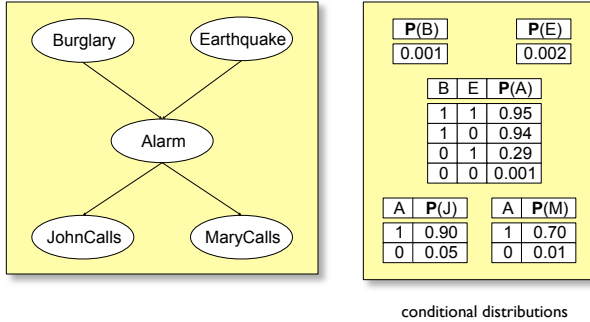 Burglary Earthquake
Alarm
JohnCalls MaryCalls
P(B) P(E)
0.001 0.002
B E P(A)
1 1 0.95
1 0 0.94
0 1 0.29
0 0 0.001
A P(J) A P(M)
1 0.90 1 0.70
0 0.05 0 0.01
conditional distributions